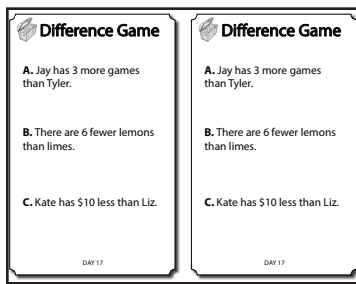 Difference Game
A. Jay has 3 more games
than Tyler.
B. There are 6 fewer lemons
than limes.
C. Kate has $10 less than Liz.
DAY 17
Difference Game
A. Jay has 3 more games
than Tyler.
B. There are 6 fewer lemons
than limes.
C. Kate has $10 less than Liz.
DAY 17